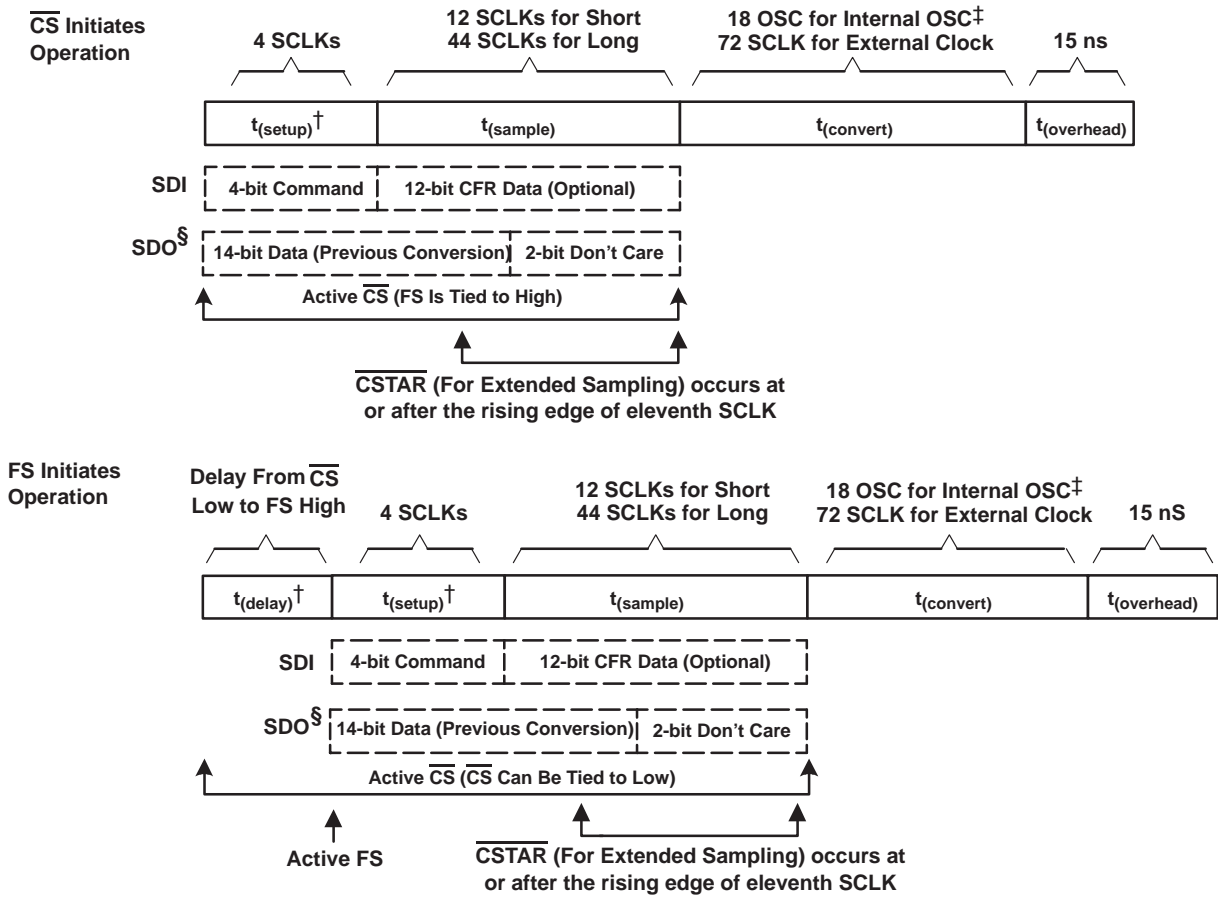 CS Initiates
Operation
4 SCLKs
12 SCLKs for Short
44 SCLKs for Long
18 OSC for Internal OSC‡
72 SCLK for External Clock
15 ns
t(setup)†
t(sample)
t(convert)
t(overhead)
SDI
4-bit Command
12-bit CFR Data (Optional)
SDO§
14-bit Data (Previous Conversion)
2-bit Don't Care
Active CS (FS Is Tied to High)
CSTAR (For Extended Sampling) occurs at
or after the rising edge of eleventh SCLK
FS Initiates
Operation
Delay From CS
Low to FS High
4 SCLKs
12 SCLKs for Short
44 SCLKs for Long
18 OSC for Internal OSC‡
72 SCLK for External Clock
15 nS
t(delay)†
t(setup)†
t(sample)
t(convert)
t(overhead)
SDI
4-bit Command
12-bit CFR Data (Optional)
SDO§
14-bit Data (Previous Conversion)
2-bit Don't Care
Active CS (CS Can Be Tied to Low)
Active FS
CSTAR (For Extended Sampling) occurs at
or after the rising edge of eleventh SCLK